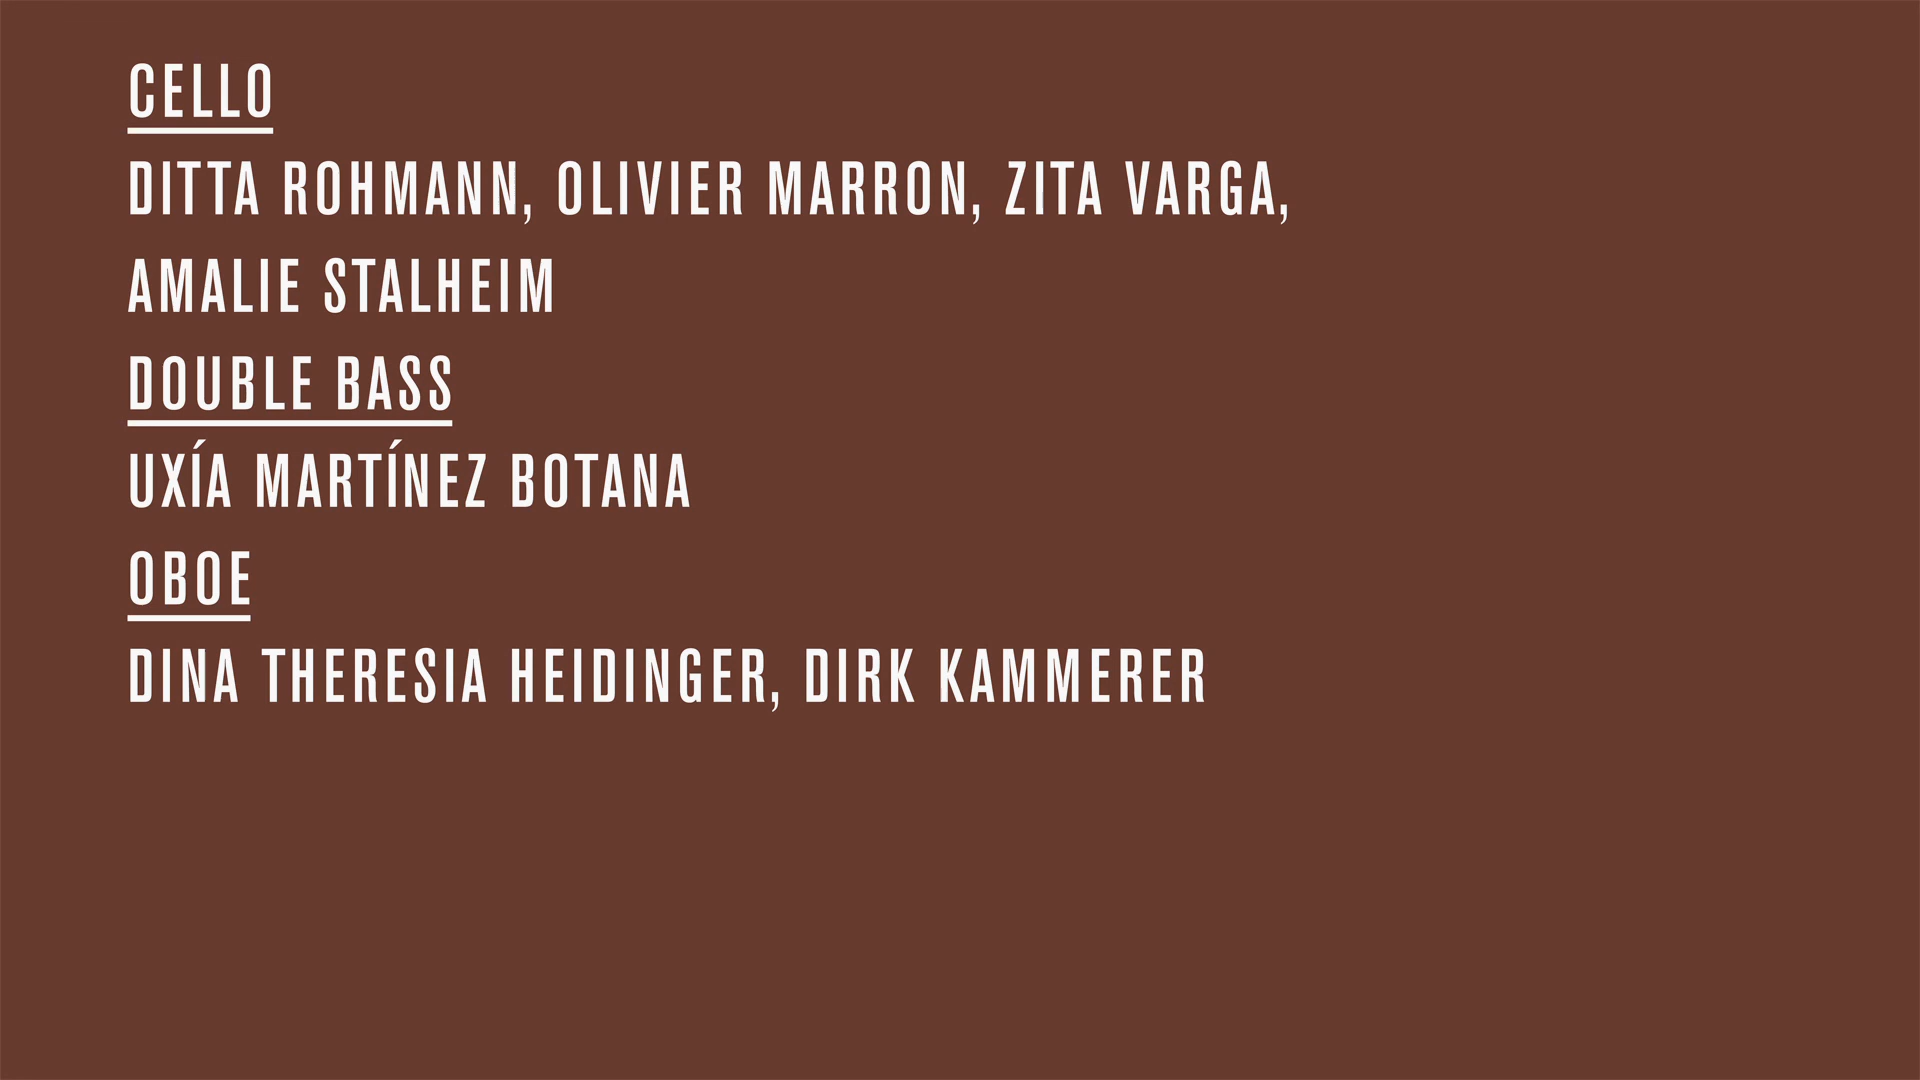 CELLO
DITTA ROHMANN, OLIVIER MARRON, ZITA VARGA,
AMALIE STALHEIM
DOUBLE BASS
UXÍA MARTÍNEZ BOTANA
OBOE
DINA THERESIA HEIDINGER, DIRK KAMMERER